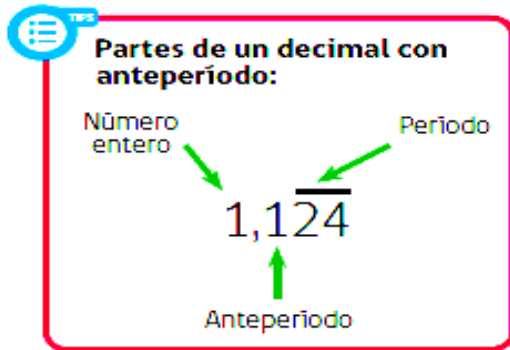 TIPS
Partes de un decimal con
anteperíodo:
Número
entero
Período
1,124
Anteperíodo